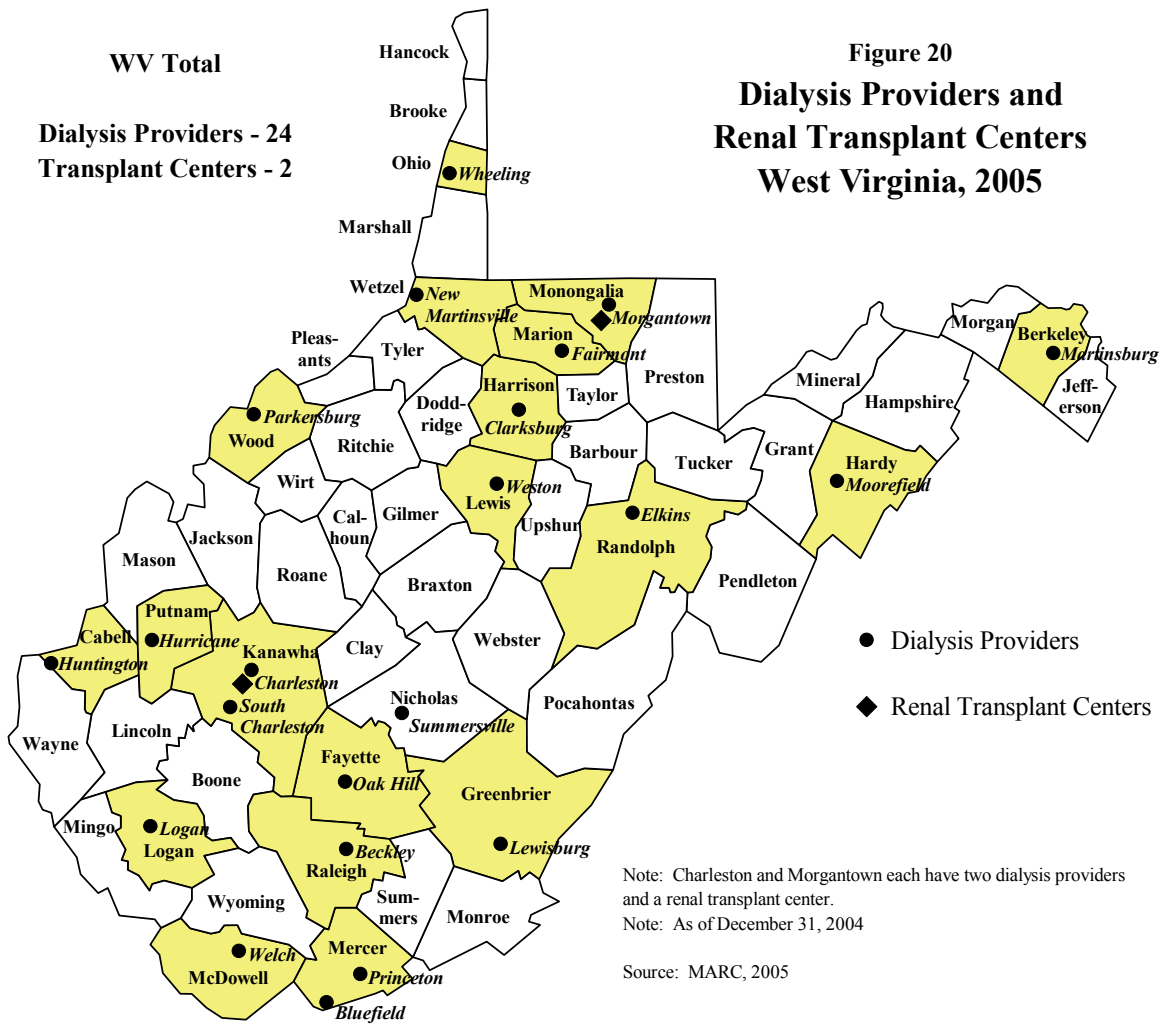 WV Total
Dialysis Providers - 24
Transplant Centers - 2
Figure 20
Dialysis Providers and
Renal Transplant Centers
West Virginia, 2005
Hancock
Brooke
Ohio
Wheeling
Marshall
Wetzel
New
Martinsville
Monongalia
Morgantown
Marion
Fairmont
Pleas-
ants
Tyler
Preston
Morgan
Berkeley
Martinsburg
Jeff-
erson
Mineral
Hampshire
Harrison
Clarksburg
Taylor
Dodd-
ridge
Parkersburg
Wood
Ritchie
Barbour
Tucker
Grant
Hardy
Moorefield
Wirt
Weston
Lewis
Upshur
Elkins
Randolph
Gilmer
Cal-
houn
Jackson
Mason
Roane
Braxton
Pendleton
Putnam
Hurricane
Cabell
Huntington
Kanawha
Charleston
South
Charleston
Clay
Webster
Nicholas
Summersville
Pocahontas
Dialysis Providers
Renal Transplant Centers
Wayne
Lincoln
Boone
Fayette
Oak Hill
Greenbrier
Lewisburg
Mingo
Logan
Logan
Beckley
Raleigh
Wyoming
Sum-
mers
Monroe
Welch
McDowell
Mercer
Princeton
Bluefield
Note: Charleston and Morgantown each have two dialysis providers
and a renal transplant center.
Note: As of December 31, 2004
Source: MARC, 2005